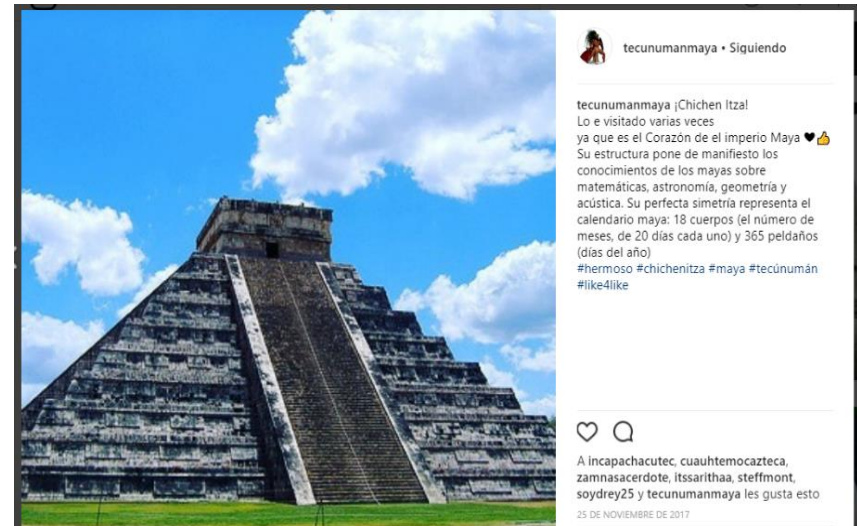 tecunumanmaya • Siguiendo
tecunumanmaya ¡Chichen Itza!
Lo e visitado varias veces
ya que es el Corazón de el imperio Maya ♥👍
Su estructura pone de manifiesto los
conocimientos de los mayas sobre
matemáticas, astronomía, geometría y
acústica. Su perfecta simetría representa el
calendario maya: 18 cuerpos (el número de
meses, de 20 días cada uno) y 365 peldaños
(días del año)
#hermoso #chichenitza #maya #tecúnumán
#like4like
A incapachacutec, cuauhtemocazteca,
zamnasacerdote, itssarithaa, steffmont,
soydrey25 y tecunumanmaya les gusta esto
25 DE NOVIEMBRE DE 2017